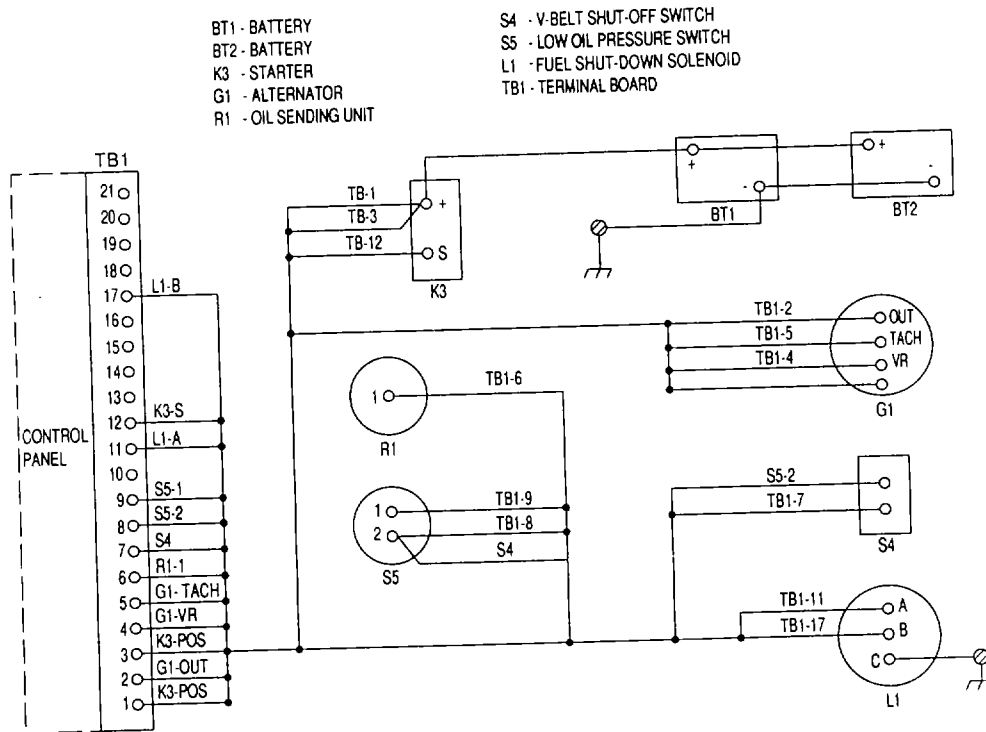 BT1 - BATTERY
BT2 - BATTERY
K3 - STARTER
G1 - ALTERNATOR
R1 - OIL SENDING UNIT
S4 - V-BELT SHUT-OFF SWITCH
S5 - LOW OIL PRESSURE SWITCH
L1 - FUEL SHUT-DOWN SOLENOID
TB1 - TERMINAL BOARD
TB1
21
20
19
18
17 L1-B
16
15
14
13
12 K3-S
11 L1-A
10
9 S5-1
8 S5-2
7 S4
6 R1-1
5 G1-TACH
4 G1-VR
3 K3-POS
2 G1-OUT
1 K3-POS
CONTROL
PANEL
TB-1
TB-3
TB-12
+
S
K3
+
-
BT1
+
-
BT2
TB1-2 OUT
TB1-5 TACH
TB1-4 VR
G1
1 TB1-6
R1
1 TB1-9
2 TB1-8
S4
S5
S5-2
TB1-7
S4
TB1-11 A
TB1-17 B
C
L1